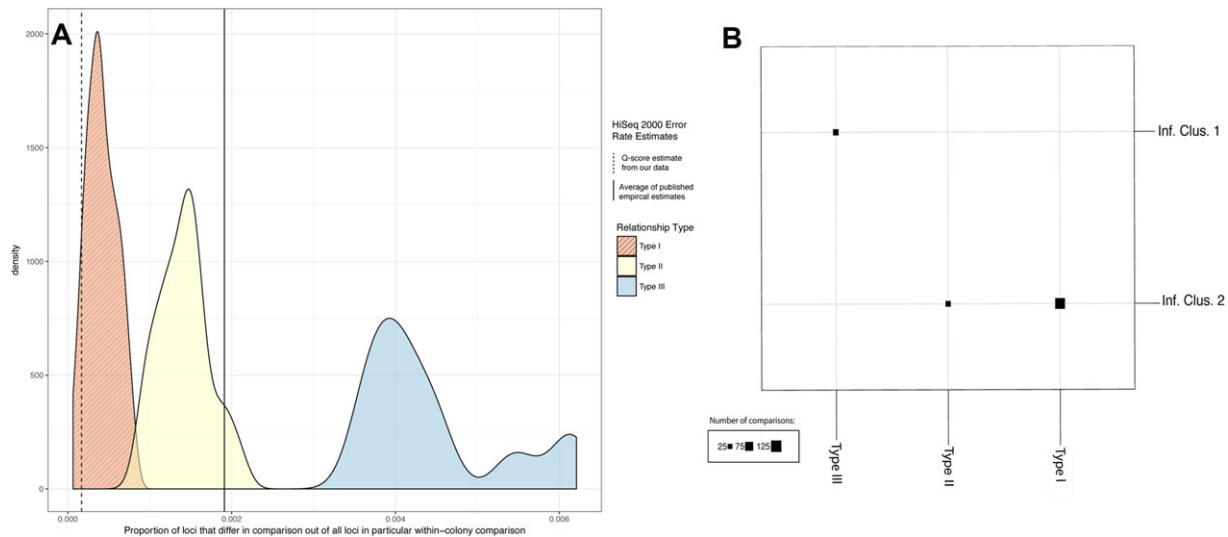 A
2000
1500
1000
500
0
density
0.000
0.002
0.004
0.006
Proportion of loci that differ in comparison out of all loci in particular within-colony comparison
HiSeq 2000 Error
Rate Estimates
Q-score estimate
from our data
Average of published
empircal estimates
Relationship Type
Type I
Type II
Type III
B
Inf. Clus. 1
Inf. Clus. 2
Type III
Type II
Type I
Number of comparisons:
25 75 125